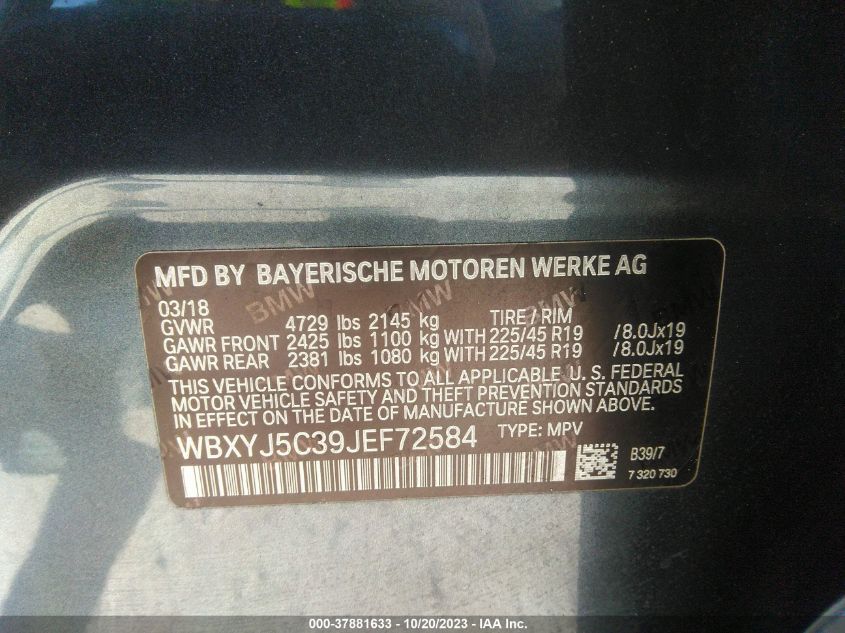 MFD BY BAYERISCHE MOTOREN WERKE AG
03/18
GVWR 4729 lbs 2145 kg TIRE / RIM
GAWR FRONT 2425 lbs 1100 kg WITH 225/45 R19 /8.0Jx19
GAWR REAR 2381 lbs 1080 kg WITH 225/45 R19 /8.0Jx19
THIS VEHICLE CONFORMS TO ALL APPLICABLE U. S. FEDERAL
MOTOR VEHICLE SAFETY AND THEFT PREVENTION STANDARDS
IN EFFECT ON THE DATE OF MANUFACTURE SHOWN ABOVE.
WBXYJ5C39JEF72584 TYPE: MPV
B39/7
7 320 730
000-37881633 - 10/20/2023 - IAA Inc.